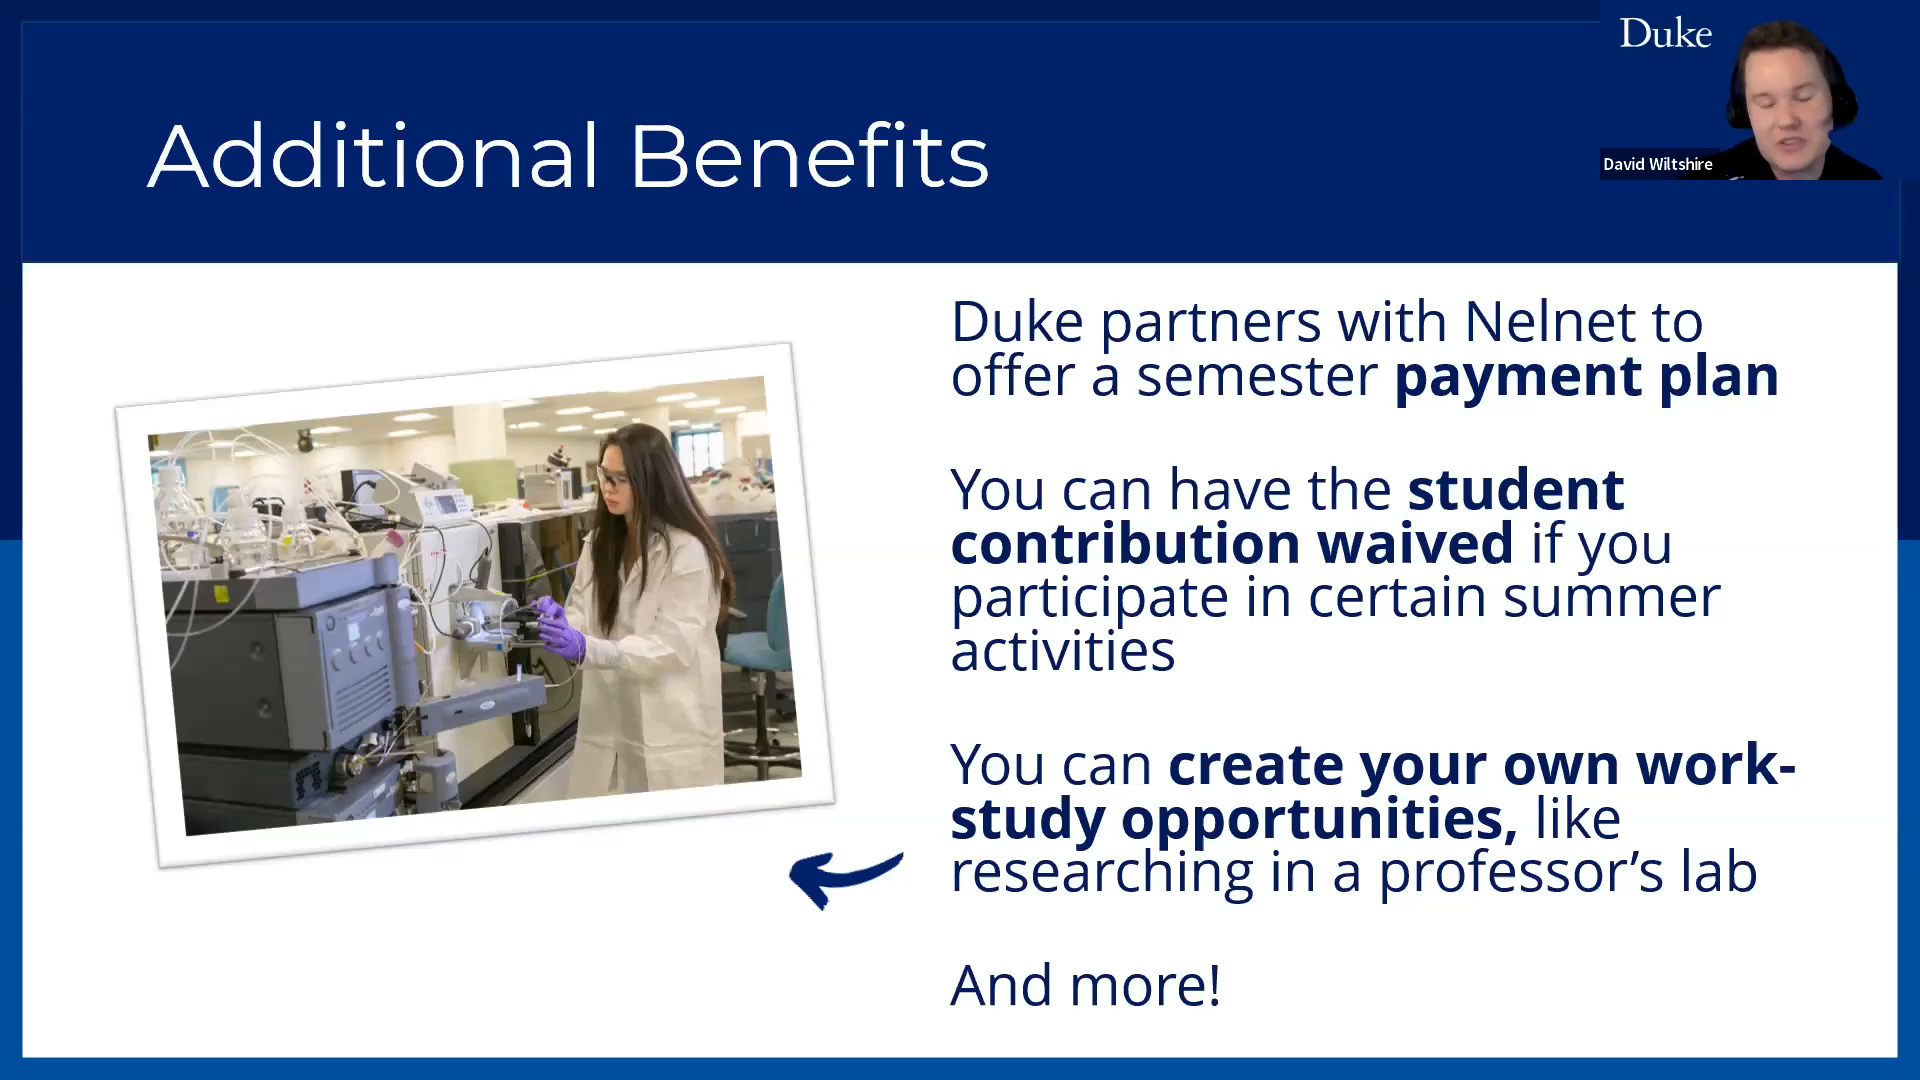 Duke
David Wiltshire
Additional Benefits
Duke partners with Nelnet to
offer a semester payment plan
You can have the student
contribution waived if you
participate in certain summer
activities
You can create your own work-
study opportunities, like
researching in a professor’s lab
And more!